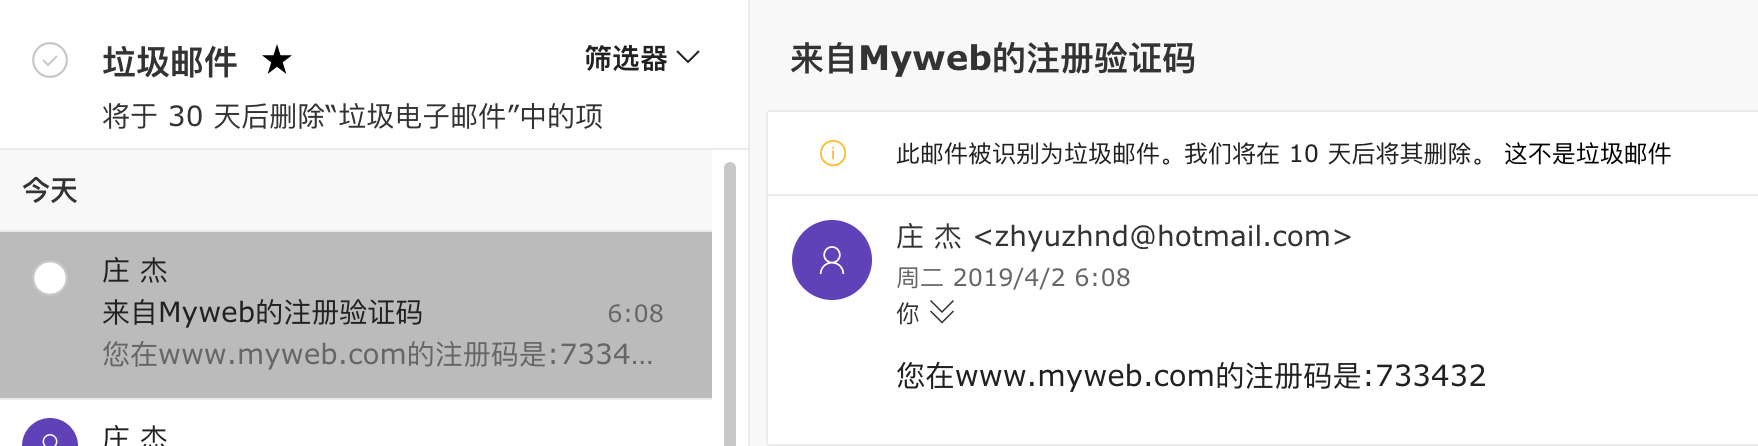 垃圾邮件 ★ 筛选器
将于 30 天后删除“垃圾电子邮件”中的项
今天
庄 杰
来自Myweb的注册验证码 6:08
您在www.myweb.com的注册码是:7334...
庄 杰
来自Myweb的注册验证码
此邮件被识别为垃圾邮件。我们将在 10 天后将其删除。 这不是垃圾邮件
庄 杰 <zhyuzhnd@hotmail.com>
周二 2019/4/2 6:08
你
您在www.myweb.com的注册码是:733432